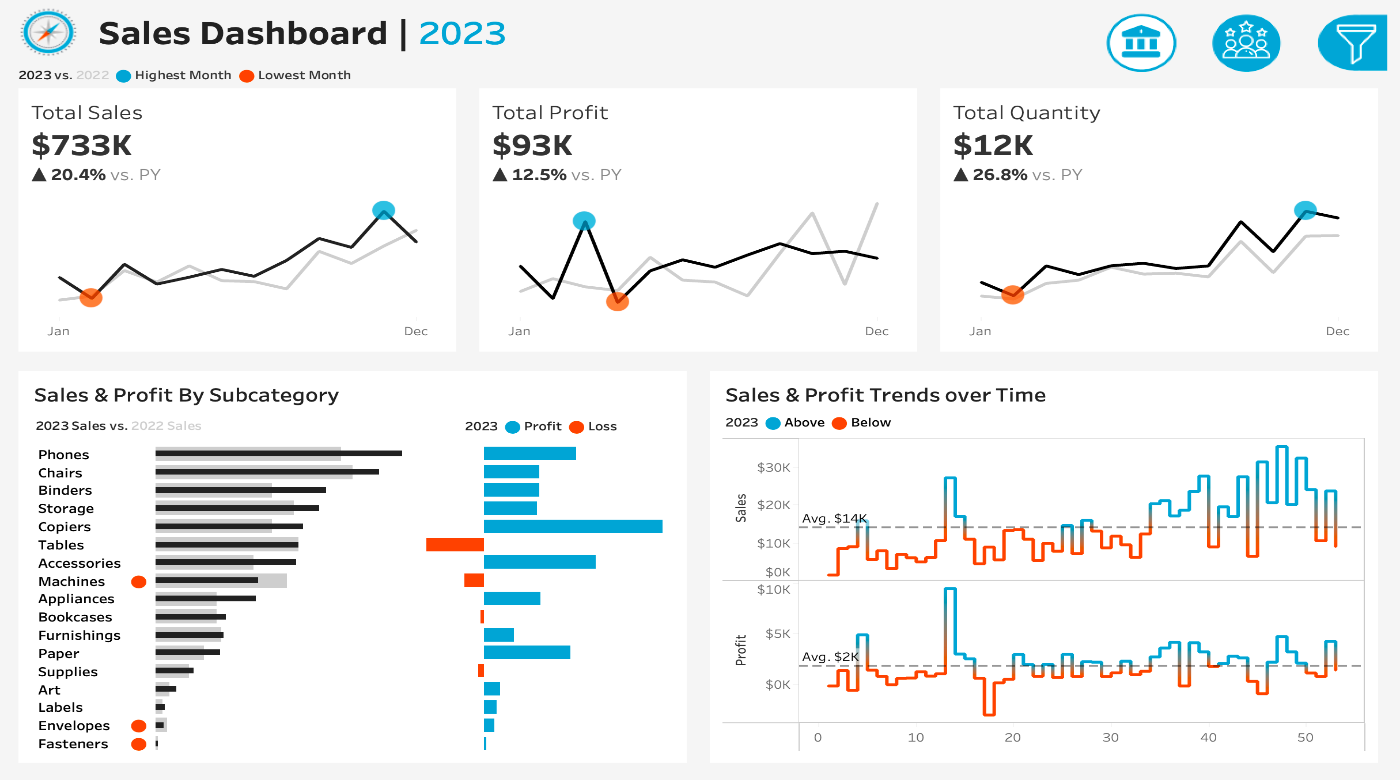 Sales Dashboard | 2023
2023 vs. 2022 Highest Month Lowest Month
Total Sales
$733K
▲ 20.4% vs. PY
Jan Dec
Total Profit
$93K
▲ 12.5% vs. PY
Jan Dec
Total Quantity
$12K
▲ 26.8% vs. PY
Jan Dec
Sales & Profit By Subcategory
2023 Sales vs. 2022 Sales
2023 Profit Loss
Phones
Chairs
Binders
Storage
Copiers
Tables
Accessories
Machines
Appliances
Bookcases
Furnishings
Paper
Supplies
Art
Labels
Envelopes
Fasteners
Sales & Profit Trends over Time
2023 Above Below
Sales
$30K
$20K
Avg. $14K
$10K
$0K
Profit
$10K
$5K
Avg. $2K
$0K
0 10 20 30 40 50